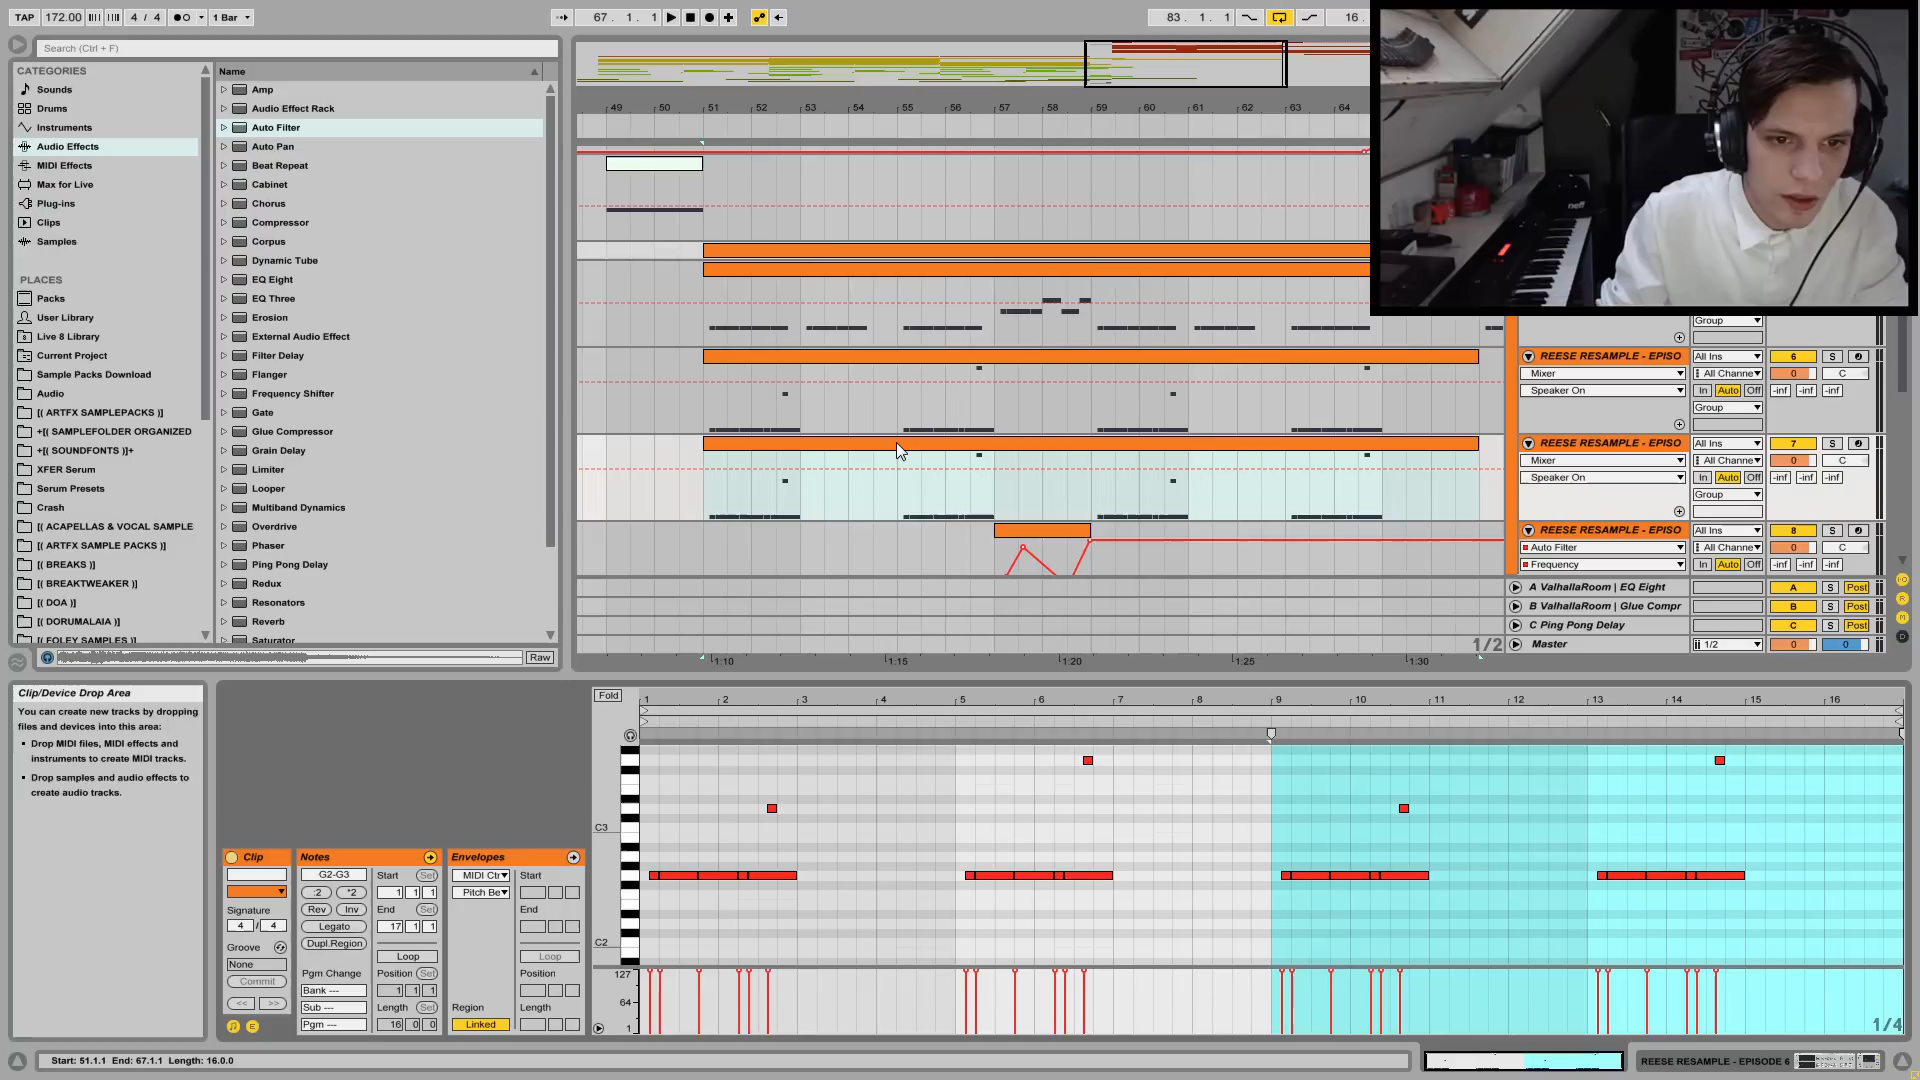 TAP 172.00 4 / 4 1 Bar 67. 1. 1 83. 1. 1 16.
Search (Ctrl + F)
CATEGORIES
Sounds
Drums
Instruments
Audio Effects
MIDI Effects
Max for Live
Plug-ins
Clips
Samples
PLACES
Packs
User Library
Live 8 Library
Current Project
Sample Packs Download
Audio
[( ARTFX SAMPLEPACKS )]
+[( SAMPLEFOLDER ORGANIZED
+[( SOUNDFONTS )]+
XFER Serum
Serum Presets
Crash
[( ACAPELLAS & VOCAL SAMPLE
[( ARTFX SAMPLE PACKS )]
[( BREAKS )]
[( BREAKTWEAKER )]
[( DOA )]
[( DORUMALAIA )]
[( FOLEY SAMPLES )]
Name
Amp
Audio Effect Rack
Auto Filter
Auto Pan
Beat Repeat
Cabinet
Chorus
Compressor
Corpus
Dynamic Tube
EQ Eight
EQ Three
Erosion
External Audio Effect
Filter Delay
Flanger
Frequency Shifter
Gate
Glue Compressor
Grain Delay
Limiter
Looper
Multiband Dynamics
Overdrive
Phaser
Ping Pong Delay
Redux
Resonators
Reverb
Saturator
Raw
49 50 51 52 53 54 55 56 57 58 59 60 61 62 63 64
Group
REESE RESAMPLE - EPISO All Ins 6 S
Mixer All Channe 0 C
Speaker On In Auto Off -inf -inf -inf
Group
REESE RESAMPLE - EPISO All Ins 7 S
Mixer All Channe 0 C
Speaker On In Auto Off -inf -inf -inf
Group
REESE RESAMPLE - EPISO All Ins 8 S
Auto Filter All Channe 0 C
Frequency In Auto Off -inf -inf -inf
A ValhallaRoom | EQ Eight A S Post
B ValhallaRoom | Glue Compr B S Post
C Ping Pong Delay C S Post
1/2 Master 1/2 0 0
1:10 1:15 1:20 1:25 1:30
Clip/Device Drop Area
You can create new tracks by dropping
files and devices into this area:
Drop MIDI files, MIDI effects and
instruments to create MIDI tracks.
Drop samples and audio effects to
create audio tracks.
Clip
Signature
4 / 4
Groove
None
Commit
<< >>
Notes
G2-G3
:2 *2
Rev Inv
Legato
Dupl.Region
Pgm Change
Bank ---
Sub ---
Pgm ---
Start Set
1 1 1
End Set
17 1 1
Loop
Position Set
1 1 1
Length Set
16 0 0
Envelopes
MIDI Ctr
Pitch Be
Region
Linked
Start
End
Loop
Position
Length
Fold
1 2 3 4 5 6 7 8 9 10 11 12 13 14 15 16
C3
C2
127
64
1
1/4
Start: 51.1.1 End: 67.1.1 Length: 16.0.0
REESE RESAMPLE - EPISODE 6